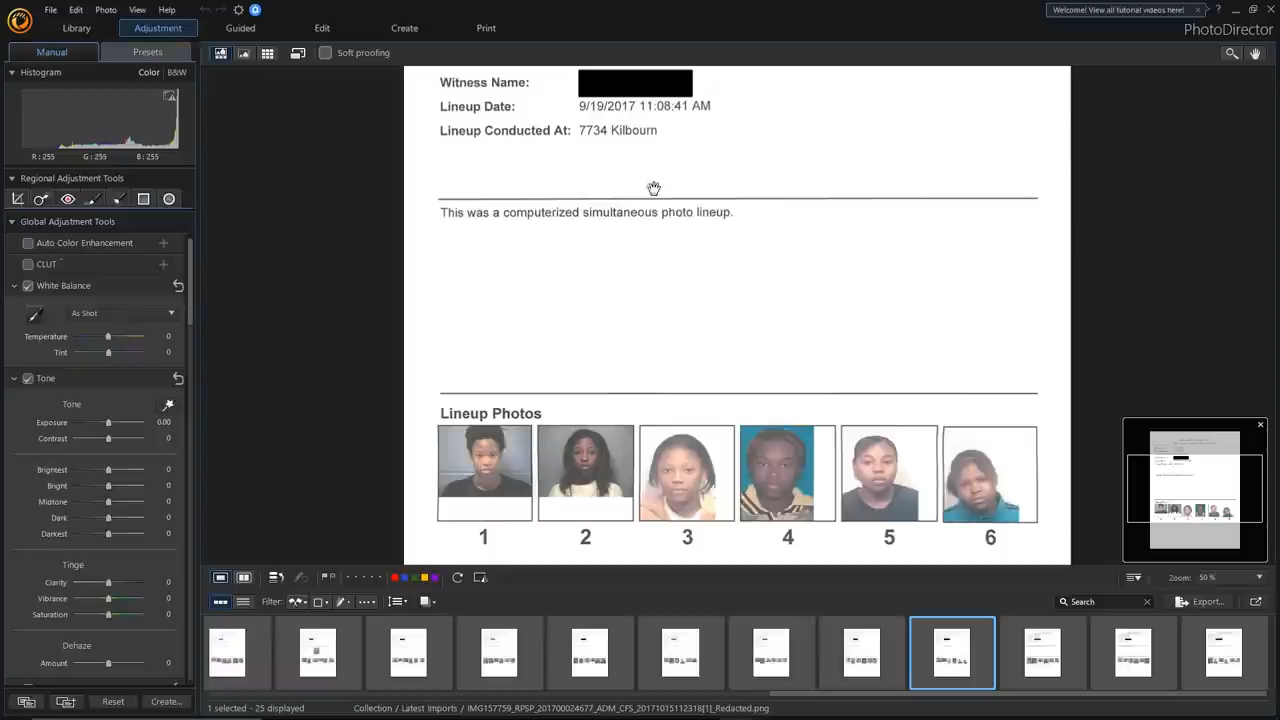 File Edit Photo View Help
Welcome! View all tutorial videos here!
PhotoDirector
Library Adjustment Guided Edit Create Print
Manual Presets
Soft proofing
Histogram Color B&W
R : 255 G : 255 B : 255
Regional Adjustment Tools
Global Adjustment Tools
Auto Color Enhancement
CLUT
White Balance
As Shot
Temperature 0
Tint 0
Tone
Tone
Exposure 0.00
Contrast 0
Brightest 0
Bright 0
Midtone 0
Dark 0
Darkest 0
Tinge
Clarity 0
Vibrance 0
Saturation 0
Dehaze
Amount 0
Reset Create...
Witness Name:
Lineup Date: 9/19/2017 11:08:41 AM
Lineup Conducted At: 7734 Kilbourn
This was a computerized simultaneous photo lineup.
Lineup Photos
1 2 3 4 5 6
Zoom: 50 %
Filter:
Search
Export...
1 selected - 25 displayed
Collection / Latest Imports / IMG157759_RPSP_201700024677_ADM_CFS_20171015112318[1]_Redacted.png